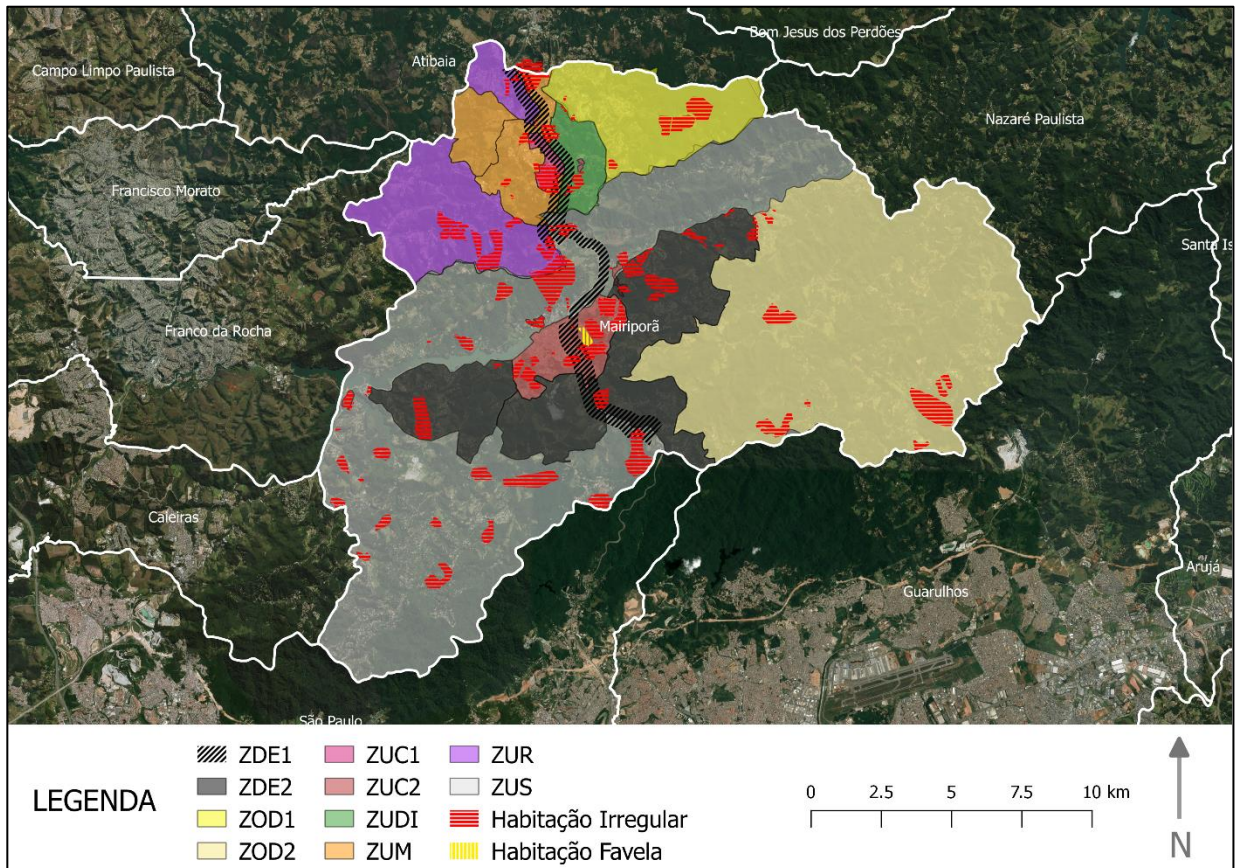 Bom Jesus dos Perdões
Atibaia
Campo Limpo Paulista
Nazaré Paulista
Francisco Morato
Santa Is
Franco da Rocha
Mairiporã
Caleiras
Arujá
Guarulhos
São Paulo
LEGENDA
ZDE1
ZDE2
ZOD1
ZOD2
ZUC1
ZUC2
ZUDI
ZUM
ZUR
ZUS
Habitação Irregular
Habitação Favela
0 2.5 5 7.5 10 km
N